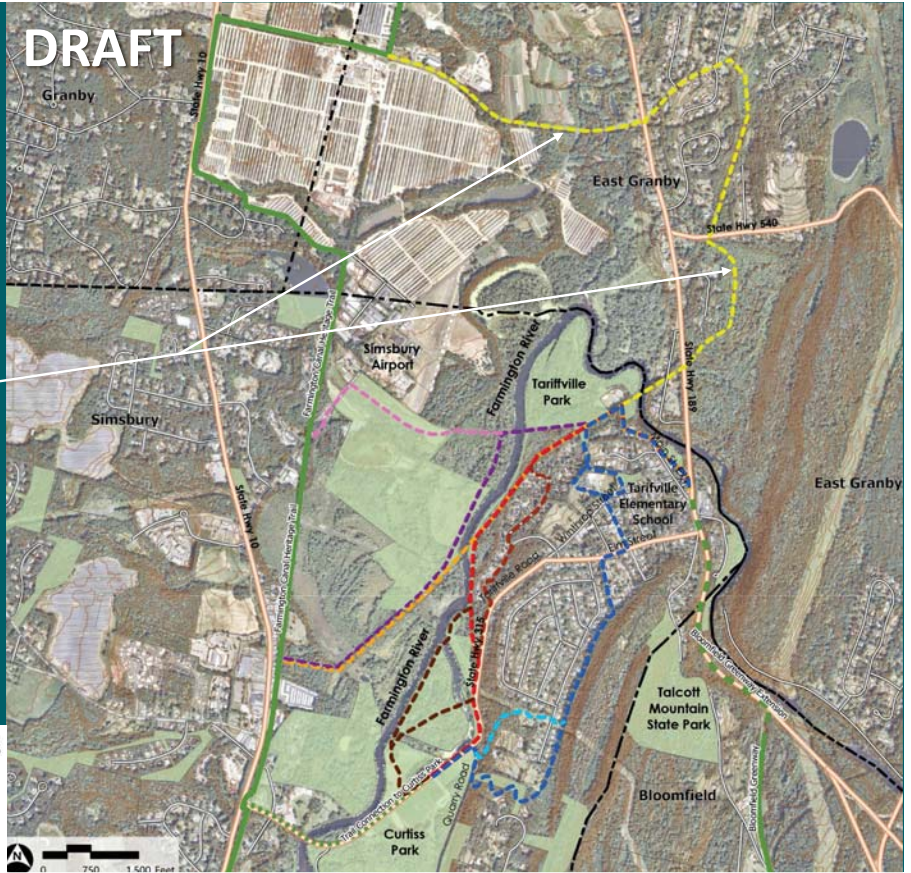 DRAFT
Granby
State Hwy 10
East Granby
State Hwy 540
Farmington Canal Heritage Trail
Simsbury
Airport
Farmington River
Tariffville
Park
State Hwy 189
Simsbury
State Hwy 10
Tarifville
Elementary
School
East Granby
Elm Street
Farmington Canal Heritage Trail
State Hwy 315
Farmington River
Talcott
Mountain
State Park
Bloomfield Greenway Extension
Trail Connection to Curtiss Park
Quarry Road
Bloomfield
Bloomfield Greenway
Curtiss
Park
N
0 750 1,500 Feet